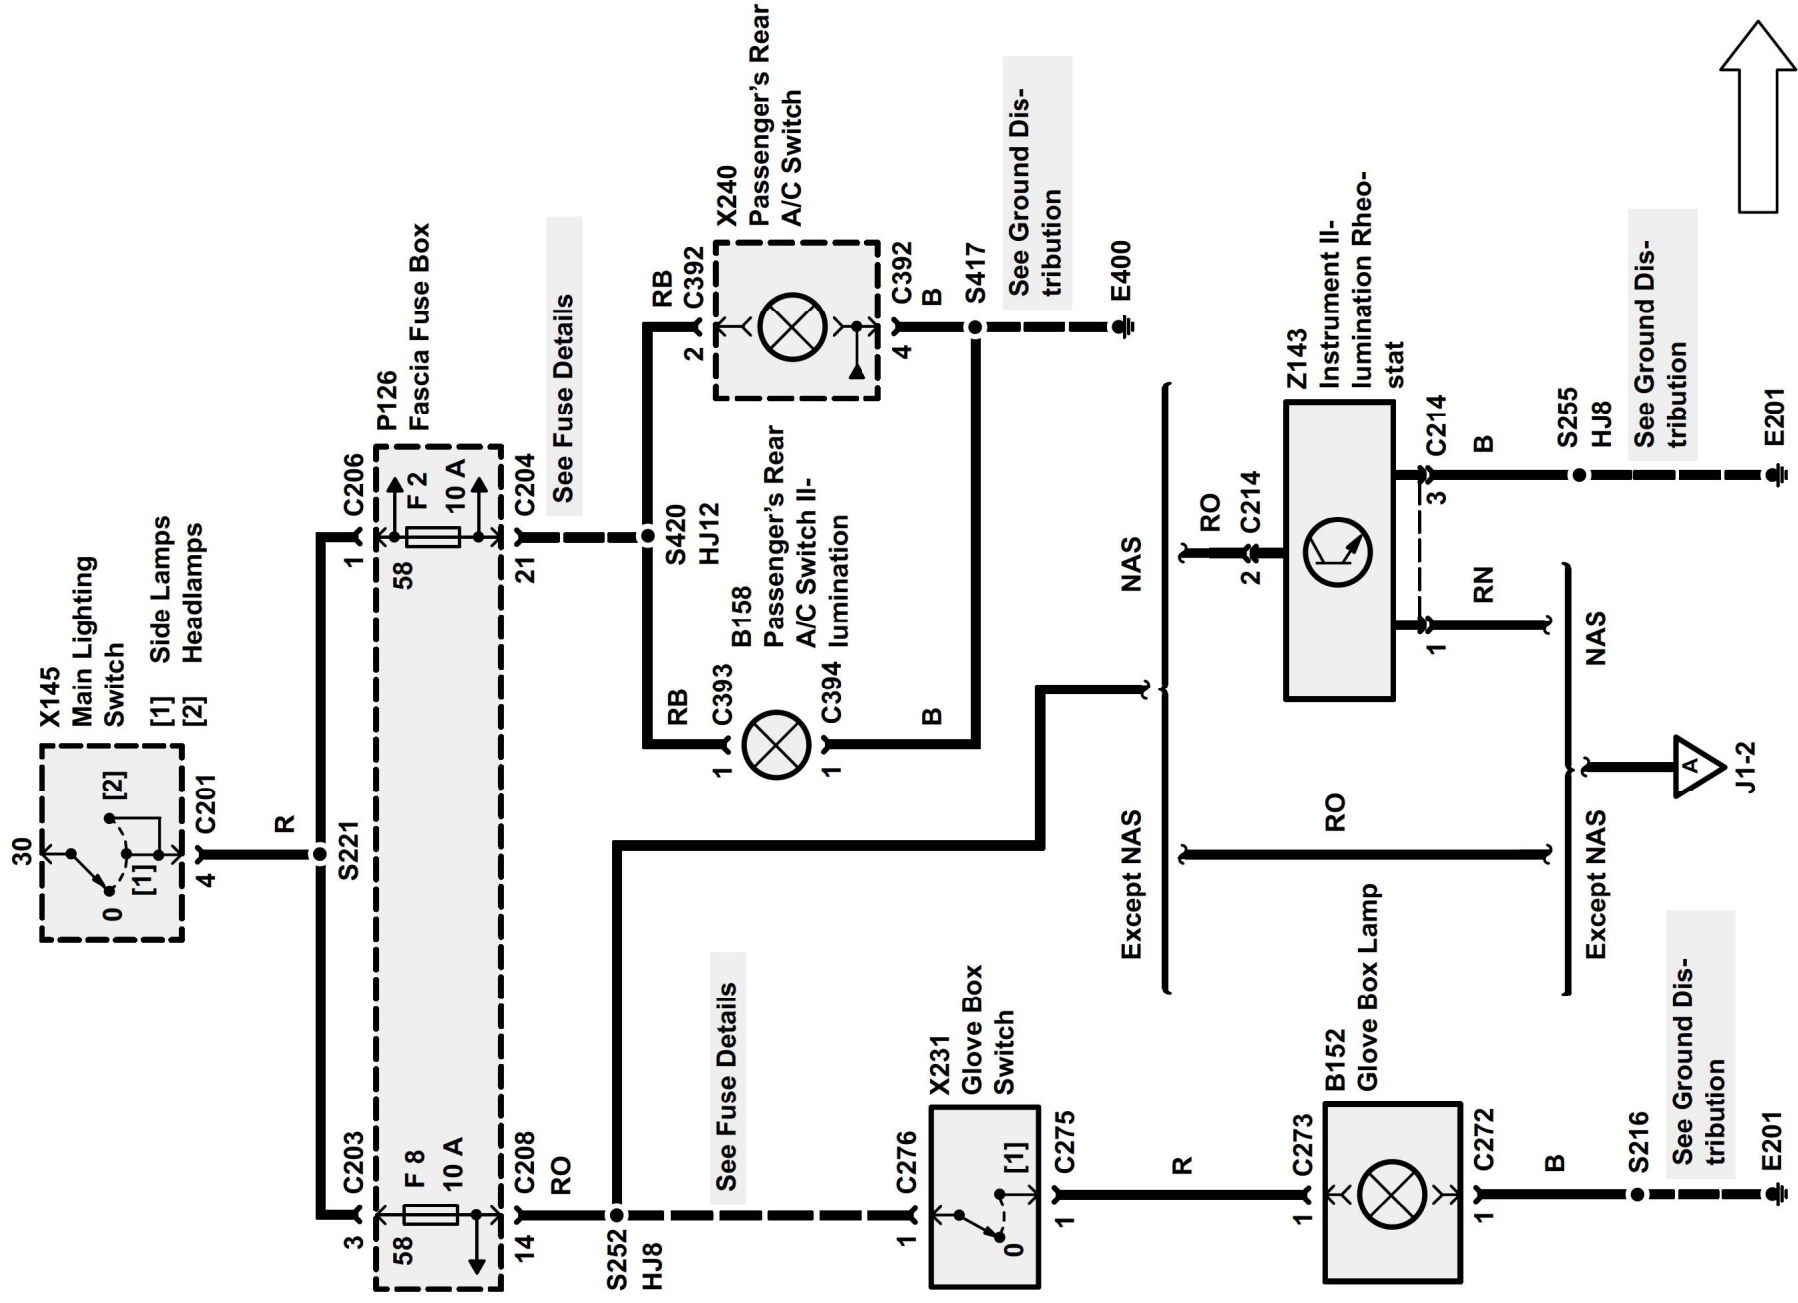 30
X145
Main Lighting
Switch
[1] Side Lamps
[2] Headlamps
[2]
[1]
0
4
C201
R
S221
3
C203
1
C206
P126
Fascia Fuse Box
58
F 8
10 A
58
F 2
10 A
14
C208
RO
21
C204
See Fuse Details
S252
HJ8
See Fuse Details
S420
HJ12
RB
2
C392
X240
Passenger's Rear
A/C Switch
4
C392
B
S417
See Ground Dis-
tribution
E400
RB
1
C393
B158
Passenger's Rear
A/C Switch Il-
lumination
1
C394
B
1
C276
X231
Glove Box
Switch
0
[1]
1
C275
R
1
C273
B152
Glove Box Lamp
1
C272
B
S216
See Ground Dis-
tribution
E201
Except NAS
NAS
RO
RO
2
C214
Z143
Instrument Il-
lumination Rheo-
stat
1
RN
3
C214
B
S255
HJ8
See Ground Dis-
tribution
E201
Except NAS
NAS
A
J1-2